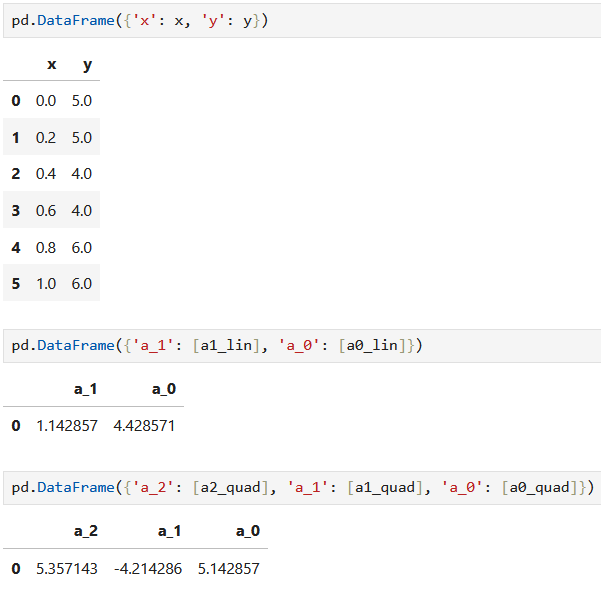 pd.DataFrame({'x': x, 'y': y})
x y
0 0.0 5.0
1 0.2 5.0
2 0.4 4.0
3 0.6 4.0
4 0.8 6.0
5 1.0 6.0
pd.DataFrame({'a_1': [a1_lin], 'a_0': [a0_lin]})
a_1 a_0
0 1.142857 4.428571
pd.DataFrame({'a_2': [a2_quad], 'a_1': [a1_quad], 'a_0': [a0_quad]})
a_2 a_1 a_0
0 5.357143 -4.214286 5.142857